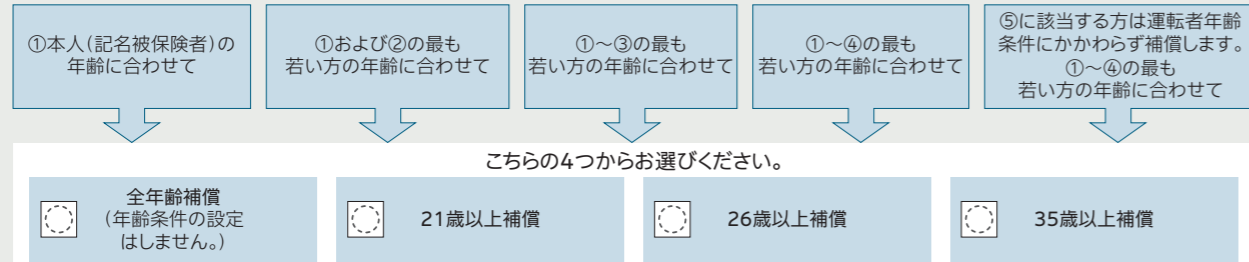 ①本人(記名被保険者)の
年齢に合わせて
①および②の最も
若い方の年齢に合わせて
①~③の最も
若い方の年齢に合わせて
①~④の最も
若い方の年齢に合わせて
⑤に該当する方は運転者年齢
条件にかかわらず補償します。
①~④の最も
若い方の年齢に合わせて
こちらの4つからお選びください。
全年齢補償
(年齢条件の設定
はしません。)
21歳以上補償
26歳以上補償
35歳以上補償